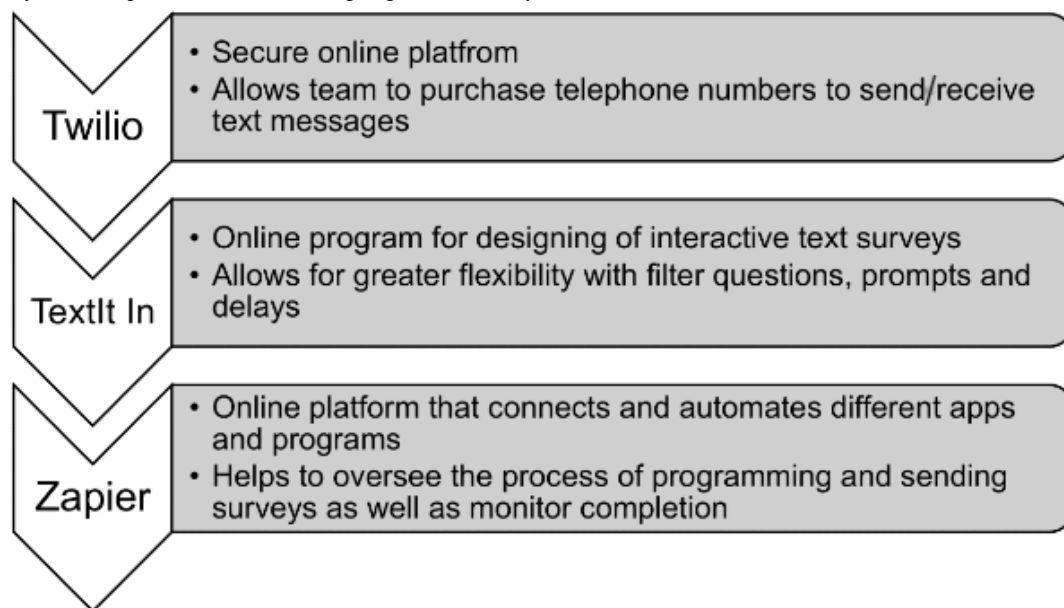 Twilio
• Secure online platfrom
• Allows team to purchase telephone numbers to send/receive
text messages
TextIt In
• Online program for designing of interactive text surveys
• Allows for greater flexibility with filter questions, prompts and
delays
Zapier
• Online platform that connects and automates different apps
and programs
• Helps to oversee the process of programming and sending
surveys as well as monitor completion